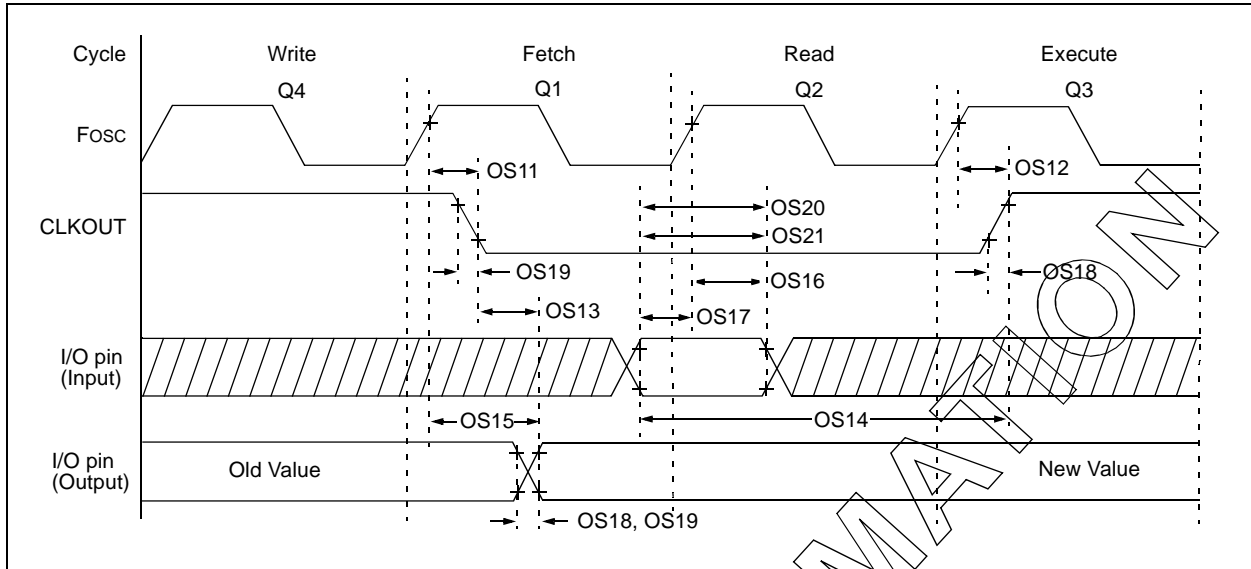 Cycle Write Fetch Read Execute
Q4 Q1 Q2 Q3
FOSC
OS11 OS12
CLKOUT
OS20
OS21
OS19 OS16 OS18
OS13 OS17
I/O pin
(Input)
OS15 OS14
I/O pin
(Output)
Old Value New Value
OS18, OS19
MATION